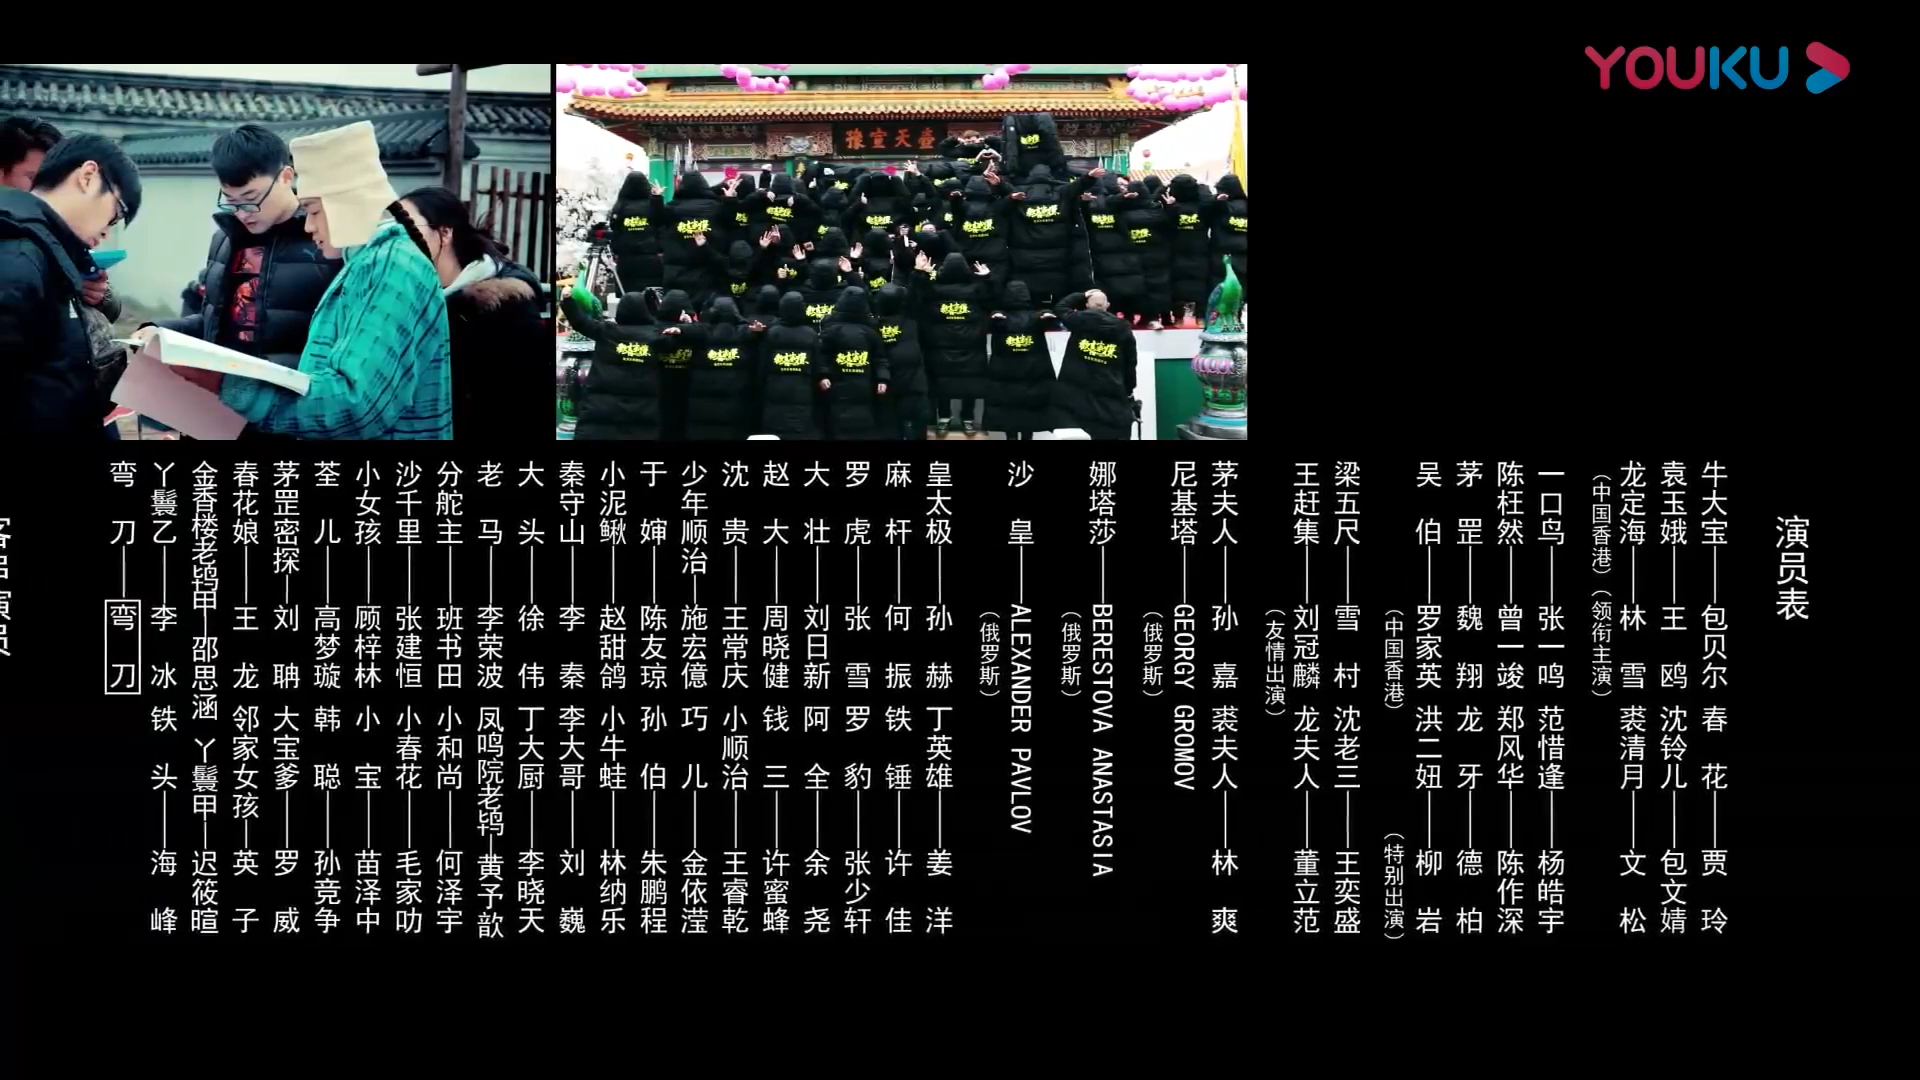 YOUKU
豫宣天壺
演员表
牛大宝——包贝尔 春花——贾玲
袁玉娥——王鸥 沈铃儿——包文婧
龙定海——林雪 裘清月——文松
（中国香港）（领衔主演）
一口鸟——张一鸣 范惜逢——杨皓宇
陈枉然——曾一竣 郑风华——陈作深
茅罡——魏翔 龙牙——德柏
吴伯——罗家英 洪二妞——柳岩
（中国香港） （特别出演）
梁五尺——雪村 沈老三——王奕盛
王赶集——刘冠麟 龙夫人——董立范
（友情出演）
茅夫人——孙嘉 裘夫人——林爽
尼基塔——GEORGY GROMOV
（俄罗斯）
娜塔莎——BERESTOVA ANASTASIA
（俄罗斯）
沙皇——ALEXANDER PAVLOV
（俄罗斯）
皇太极——孙赫 丁英雄——姜洋
麻杆——何振 铁锤——许佳
罗虎——张雪 罗豹——张少轩
大壮——刘日新 阿全——余尧
赵大——周晓健 钱三——许蜜蜂
沈贵——王常庆 小顺治——王睿乾
少年顺治——施宏億 巧儿——金依滢
于婶——陈友琼 孙伯——朱鹏程
小泥鳅——赵甜鸽 小牛蛙——林纳乐
秦守山——李秦 李大哥——刘巍
大头——徐伟 丁大厨——李晓天
老马——李荣波 凤鸣院老鸨——黄予歆
分舵主——班书田 小和尚——何泽宇
沙千里——张建恒 小春花——毛家叻
小女孩——顾梓林 小宝——苗泽中
荃儿——高梦璇 韩聪——孙竞争
茅罡密探——刘聃 大宝爹——罗威
春花娘——王龙 邻家女孩——英子
金香楼老鸨甲——邵思涵 丫鬟甲——迟筱暄
丫鬟乙——李冰 铁头——海峰
弯刀——弯刀